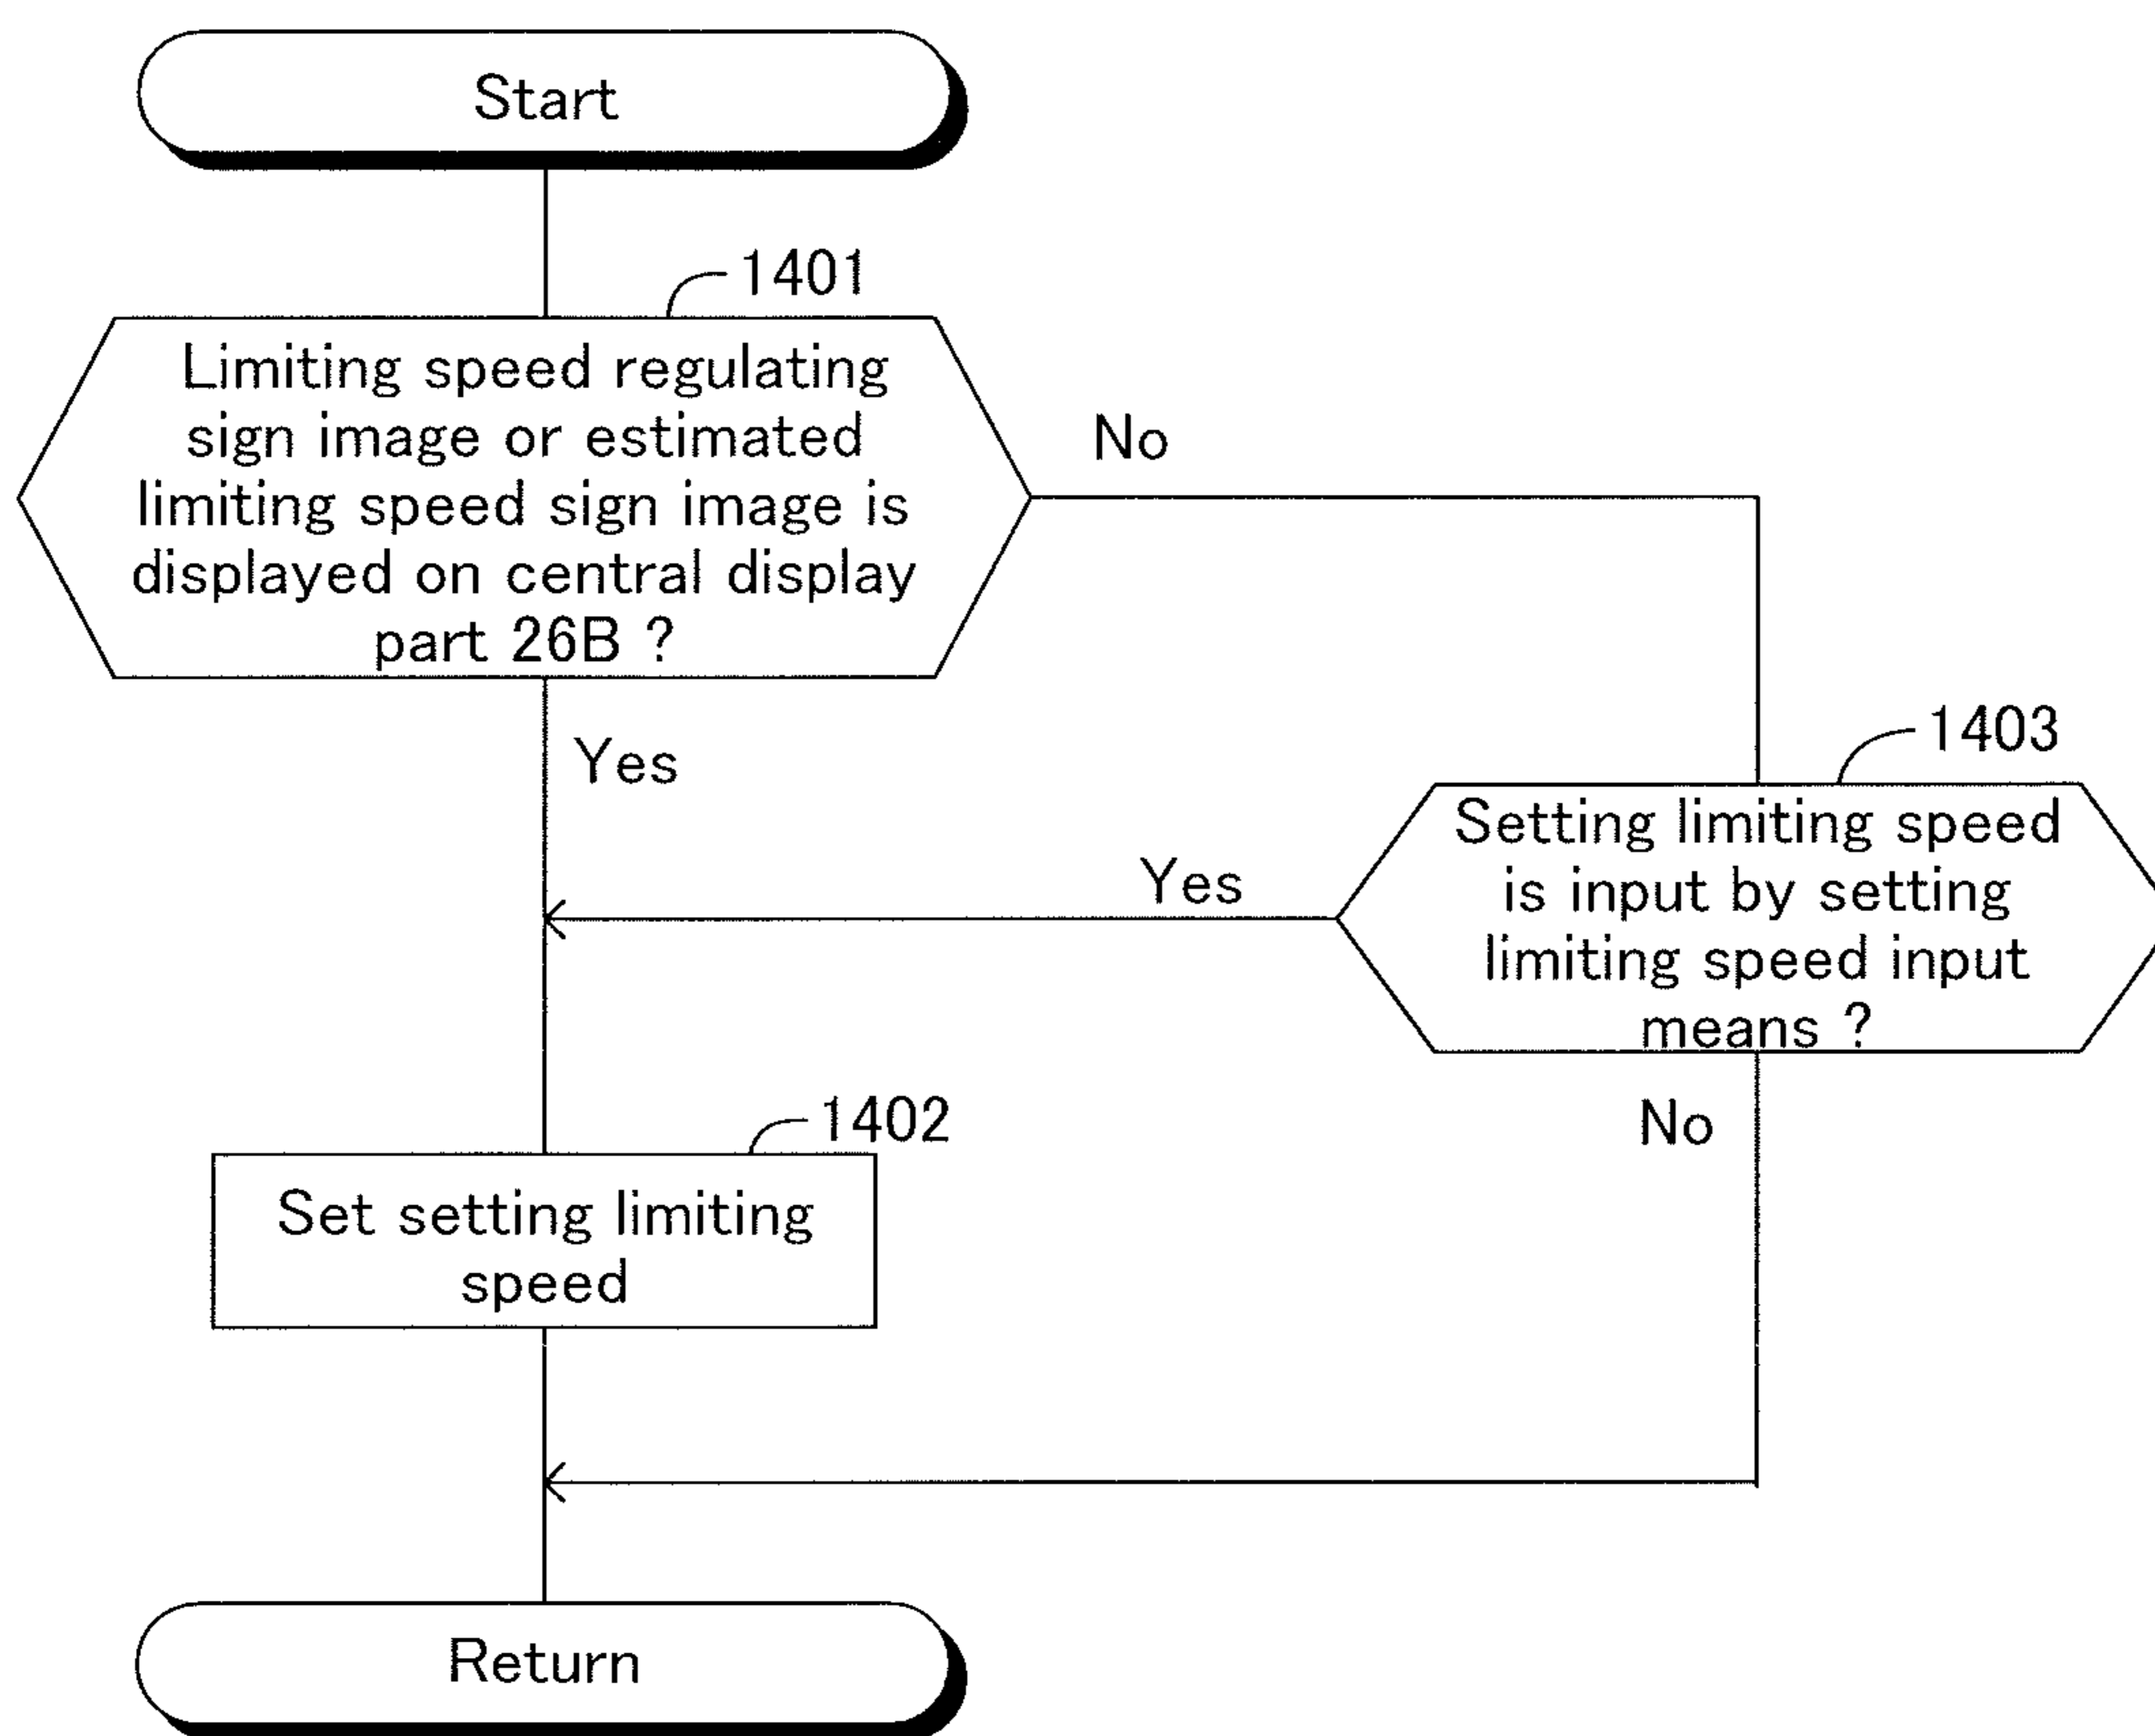 Start
1401
Limiting speed regulating
sign image or estimated
limiting speed sign image is
displayed on central display
part 26B ?
No
Yes
1403
Setting limiting speed
is input by setting
limiting speed input
means ?
Yes
No
1402
Set setting limiting
speed
Return